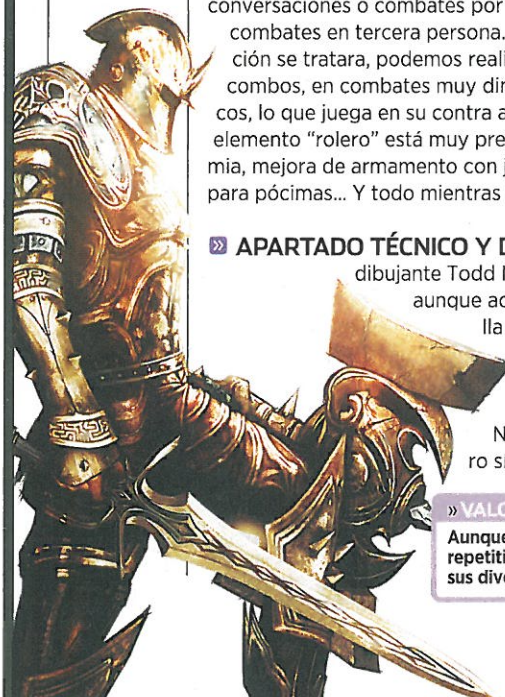 conversaciones o combates por
combates en tercera persona.
ción se tratara, podemos reali
combos, en combates muy di
cos, lo que juega en su contra a
elemento “rolero” está muy pre
mia, mejora de armamento con j
para pócimas... Y todo mientras
» APARTADO TÉCNICO Y D
dibujante Todd
aunque ac
lla
N
ro s
» VALO
Aunque
repetiti
sus dive